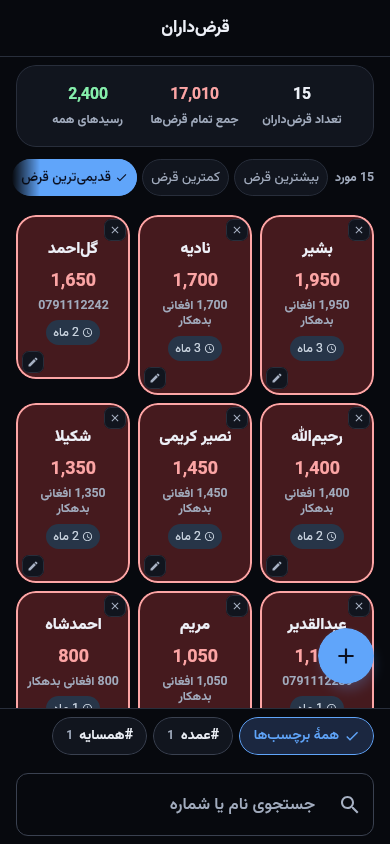 قرض‌داران
15
17,010
2,400
تعداد قرض‌داران
جمع تمام قرض‌ها
رسیدهای همه
15 مورد
بیشترین قرض
کمترین قرض
قدیمی‌ترین قرض
بشیر
1,950
1,950 افغانی
بدهکار
3 ماه
نادیه
1,700
1,700 افغانی
بدهکار
3 ماه
گل‌احمد
1,650
0791112242
2 ماه
رحیم‌الله
1,400
1,400 افغانی
بدهکار
2 ماه
نصیر کریمی
1,450
1,450 افغانی
بدهکار
2 ماه
شکیلا
1,350
1,350 افغانی
بدهکار
2 ماه
عبدالقدیر
1 ماه
مریم
1,050
1,050 افغانی
بدهکار
احمدشاه
800
800 افغانی بدهکار
1 ماه
همهٔ برچسب‌ها
#عمده 1
#همسایه 1
جستجوی نام یا شماره